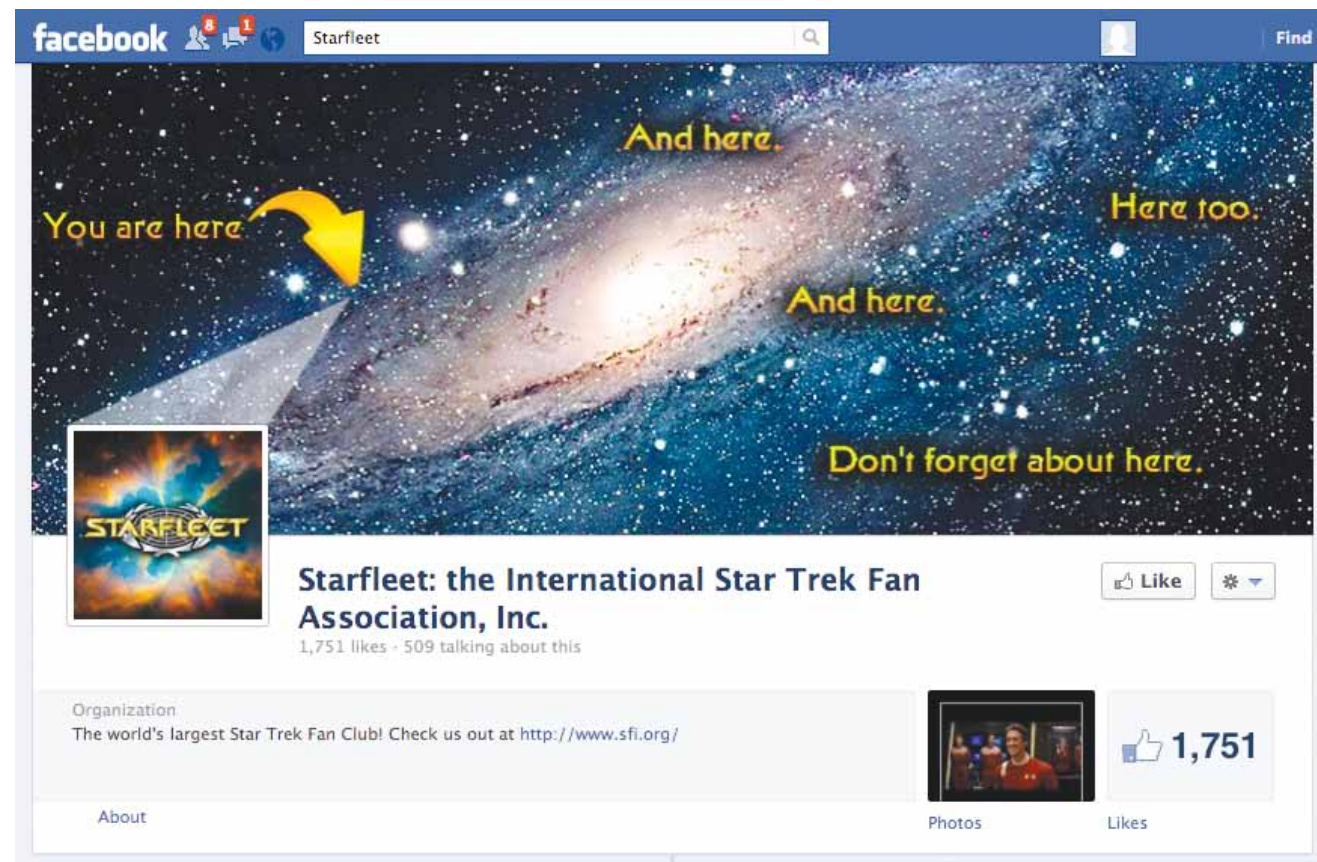 facebook 8 1 Starfleet Find
And here.
Here too.
You are here
And here.
Don't forget about here.
STARFLEET
Starfleet: the International Star Trek Fan
Association, Inc.
Like
1,751 likes · 509 talking about this
Organization
The world's largest Star Trek Fan Club! Check us out at http://www.sfi.org/
1,751
About
Photos
Likes